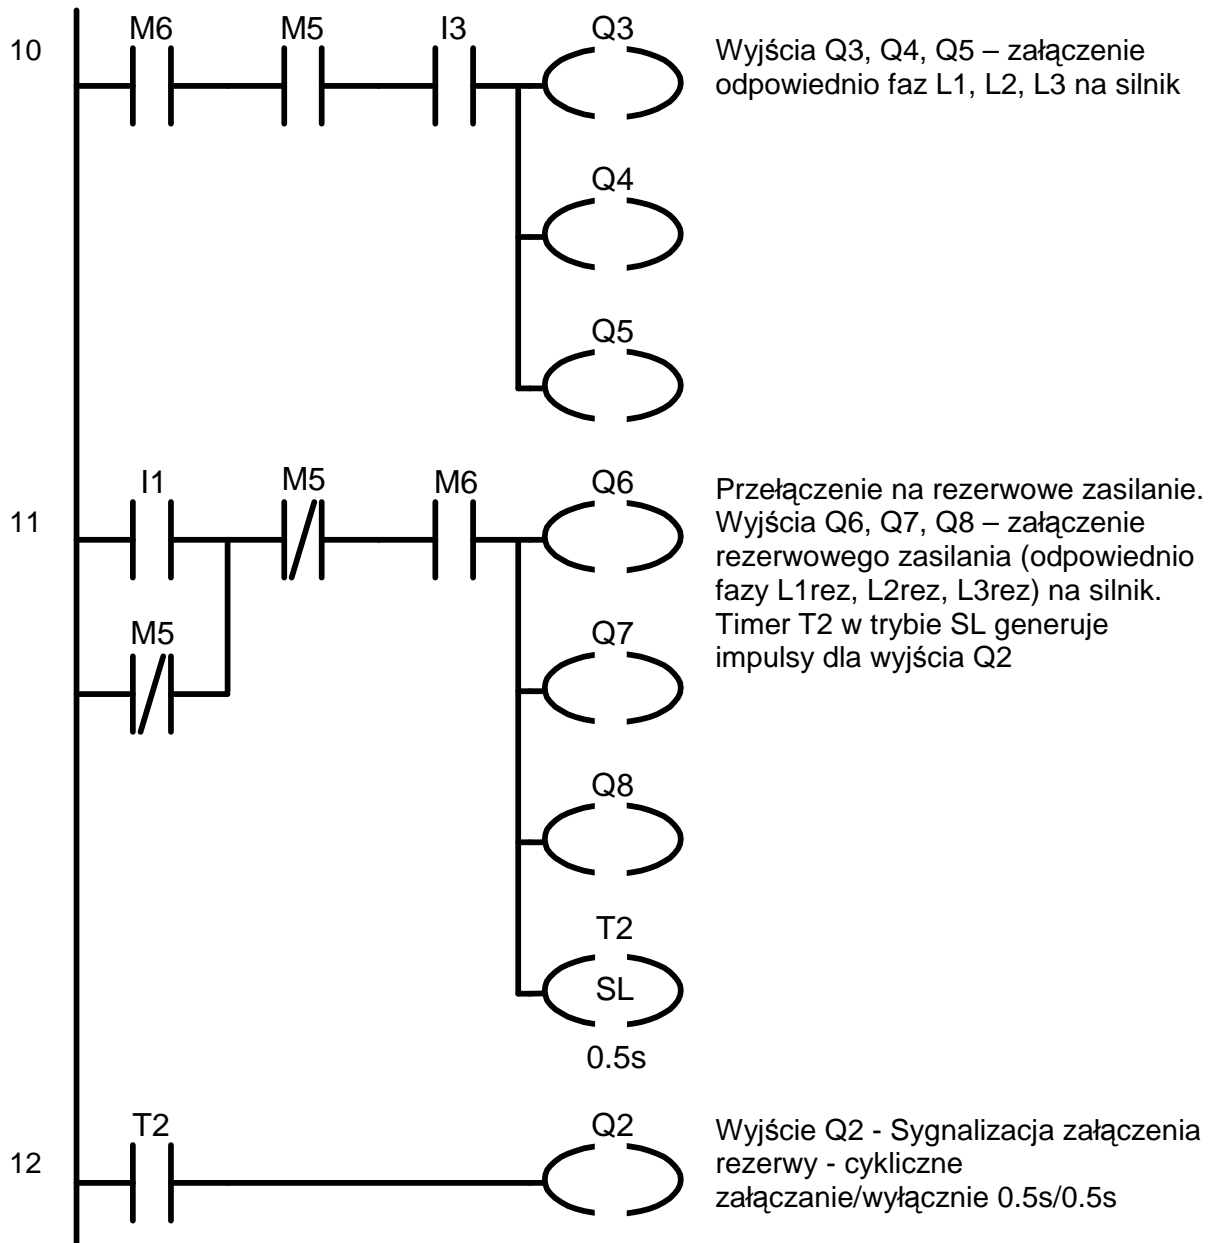 10
M6 M5 I3 Q3
Wyjścia Q3, Q4, Q5 – załączenie
odpowiednio faz L1, L2, L3 na silnik
Q4
Q5
11
I1 M5 M6 Q6
Przełączenie na rezerwowe zasilanie.
Wyjścia Q6, Q7, Q8 – załączenie
rezerwowego zasilania (odpowiednio
fazy L1rez, L2rez, L3rez) na silnik.
Timer T2 w trybie SL generuje
impulsy dla wyjścia Q2
M5 Q7
Q8
T2
SL
0.5s
12
T2 Q2
Wyjście Q2 - Sygnalizacja załączenia
rezerwy - cykliczne
załączanie/wyłącznie 0.5s/0.5s